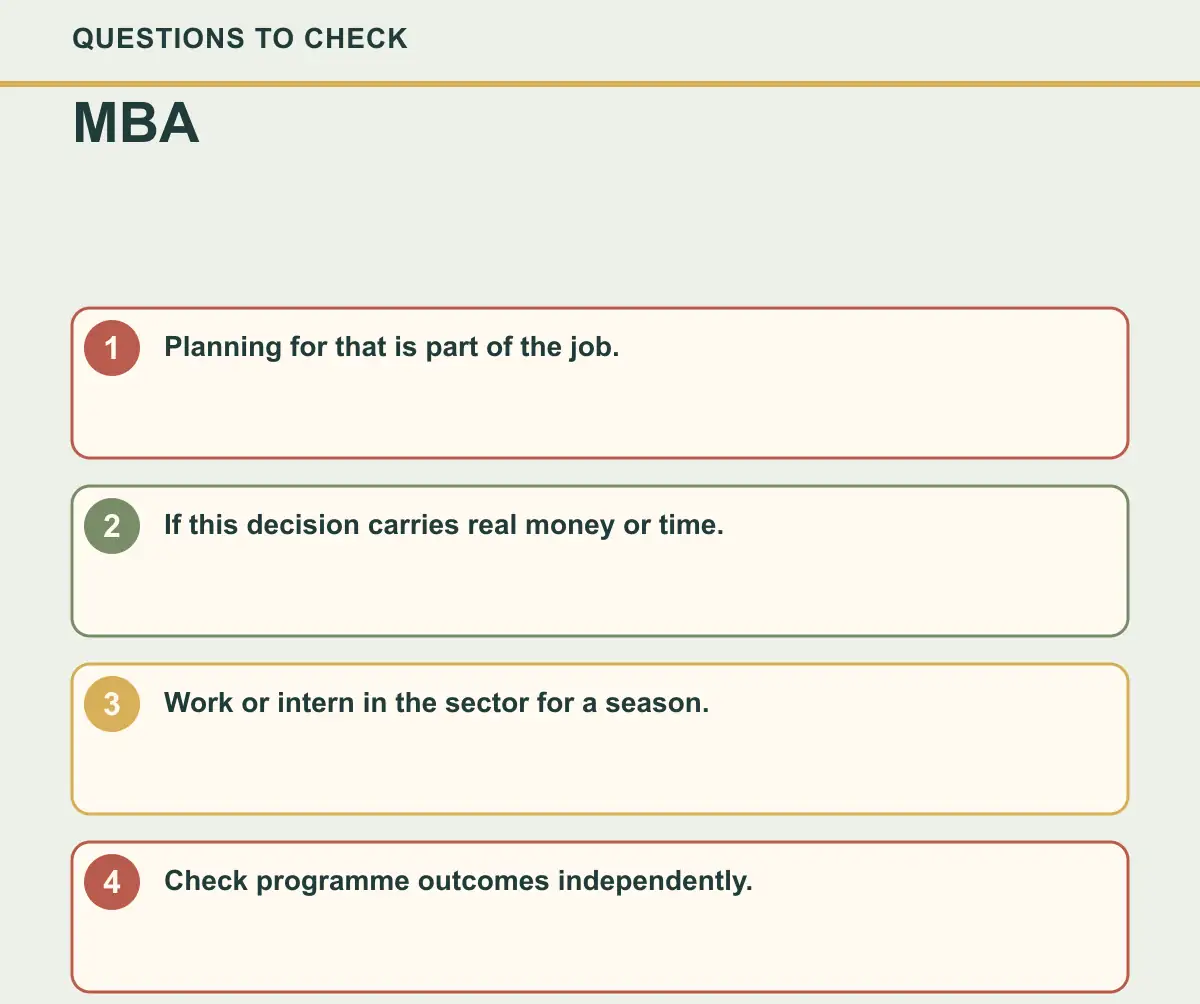 QUESTIONS TO CHECK
MBA
1 Planning for that is part of the job.
2 If this decision carries real money or time.
3 Work or intern in the sector for a season.
4 Check programme outcomes independently.